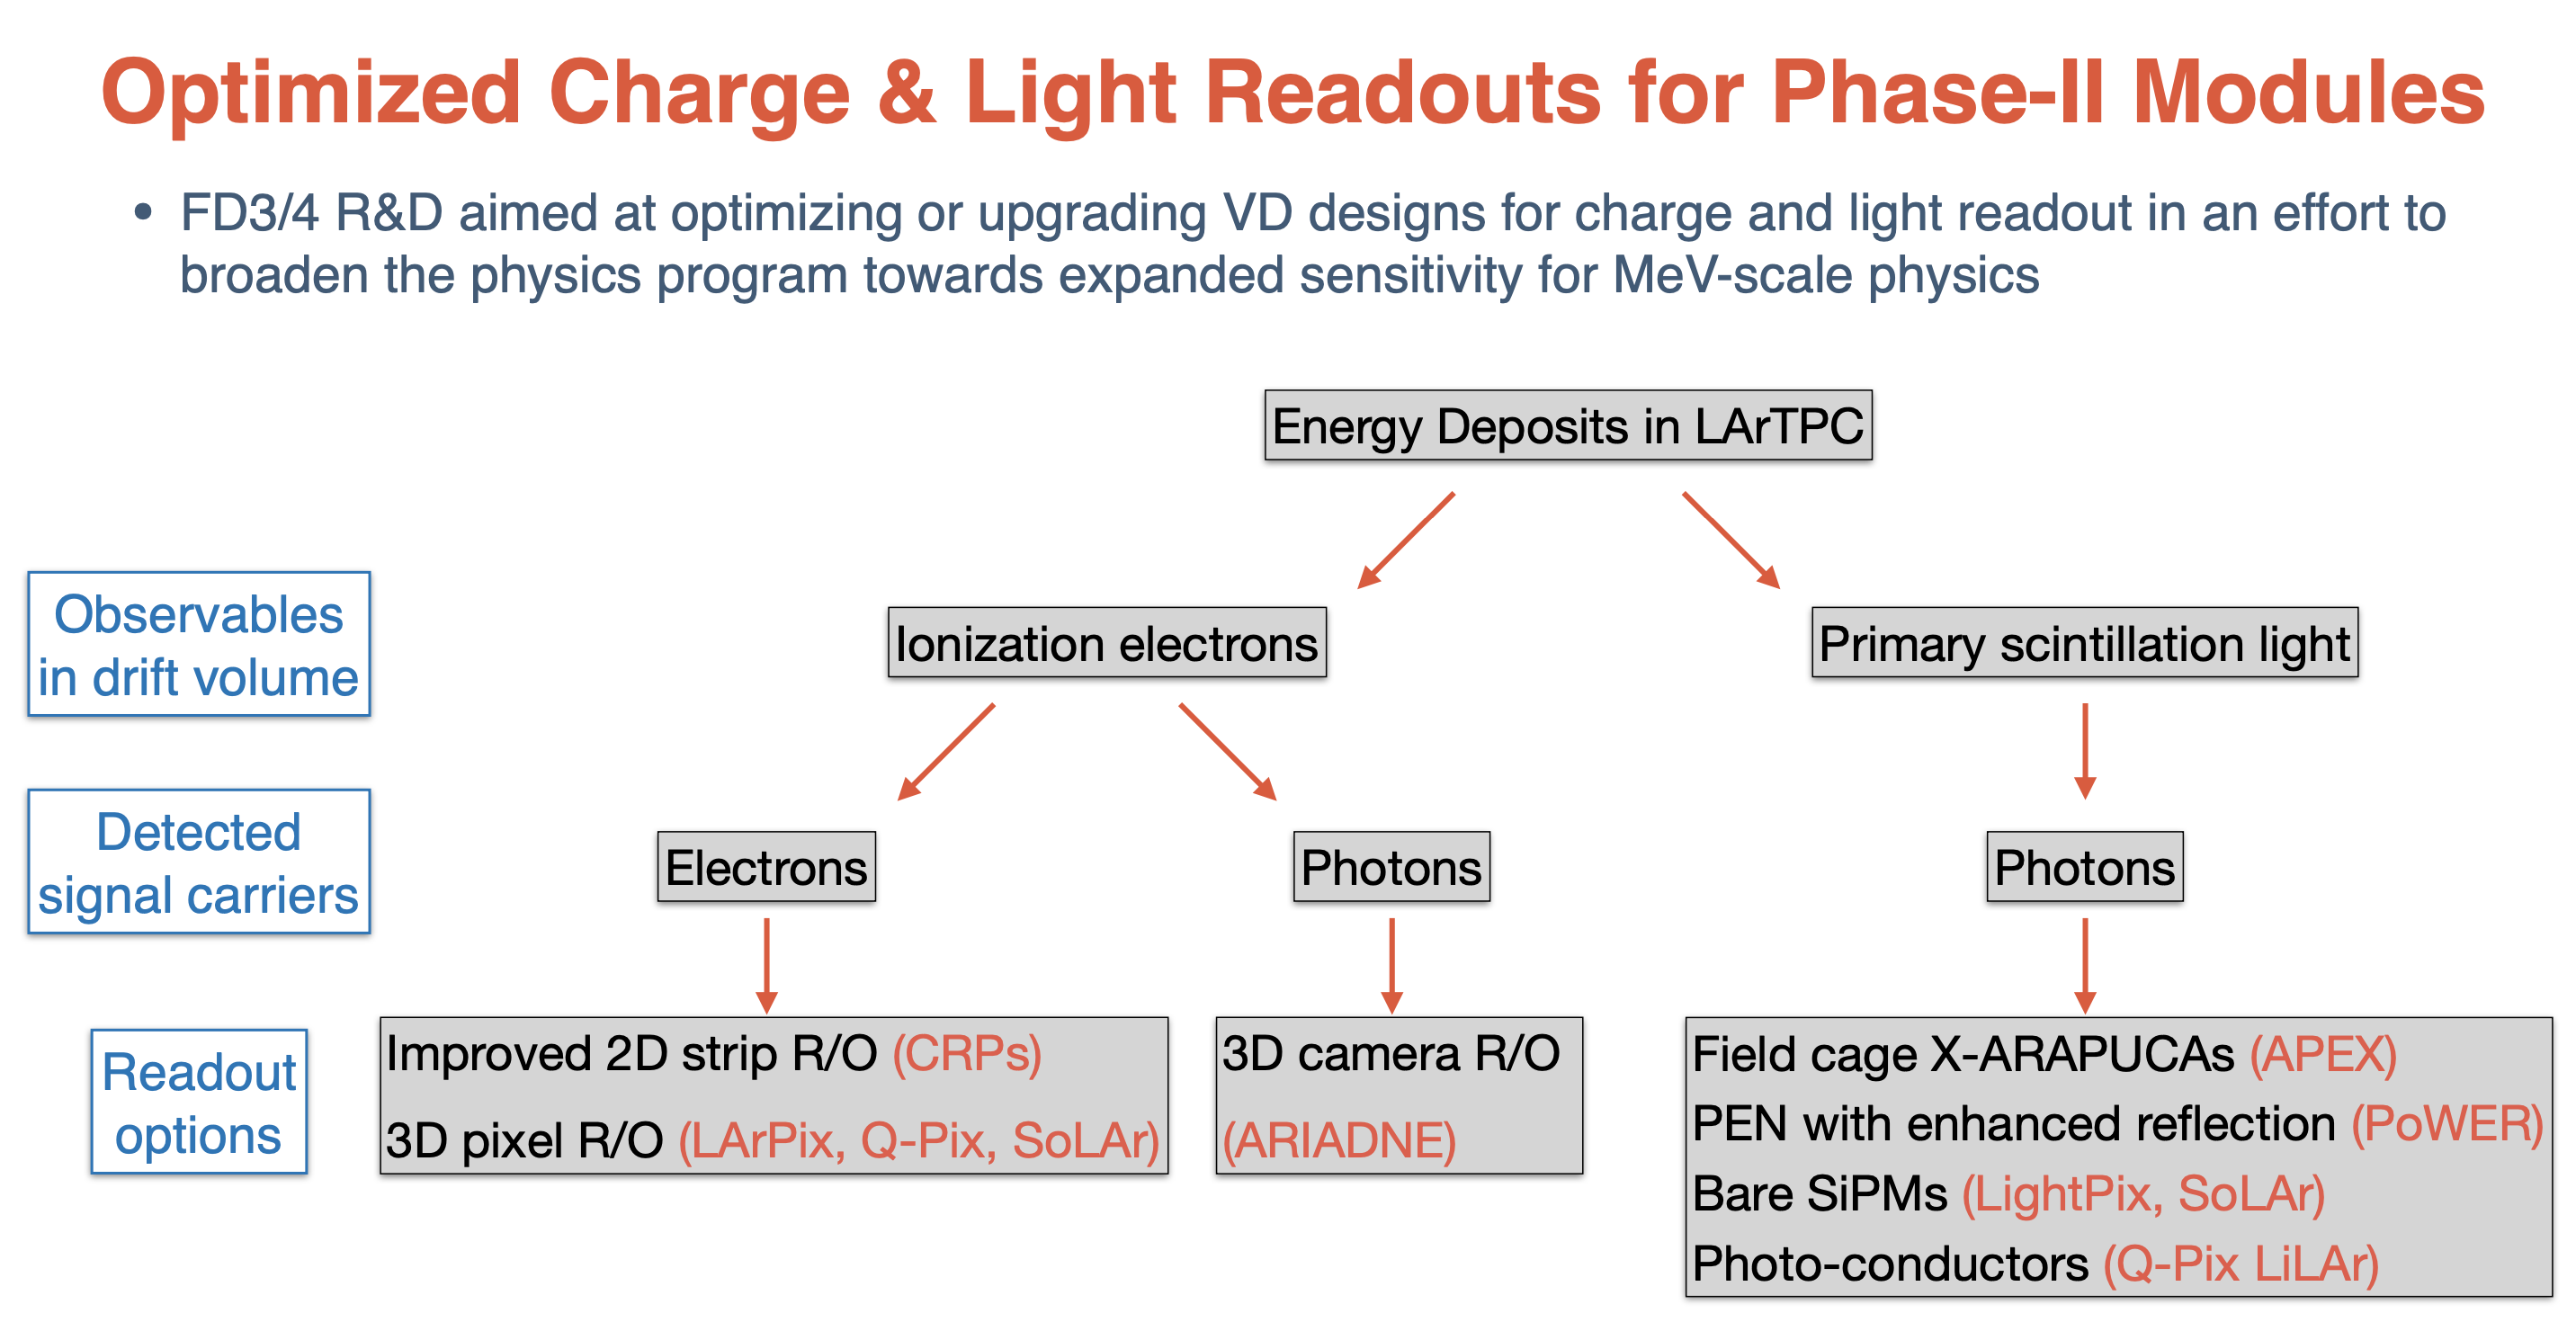 Optimized Charge & Light Readouts for Phase-II Modules
• FD3/4 R&D aimed at optimizing or upgrading VD designs for charge and light readout in an effort to
broaden the physics program towards expanded sensitivity for MeV-scale physics
Energy Deposits in LArTPC
Observables
in drift volume
Ionization electrons
Primary scintillation light
Detected
signal carriers
Electrons
Photons
Photons
Readout
options
Improved 2D strip R/O (CRPs)
3D pixel R/O (LArPix, Q-Pix, SoLAr)
3D camera R/O
(ARIADNE)
Field cage X-ARAPUCAs (APEX)
PEN with enhanced reflection (PoWER)
Bare SiPMs (LightPix, SoLAr)
Photo-conductors (Q-Pix LiLAr)